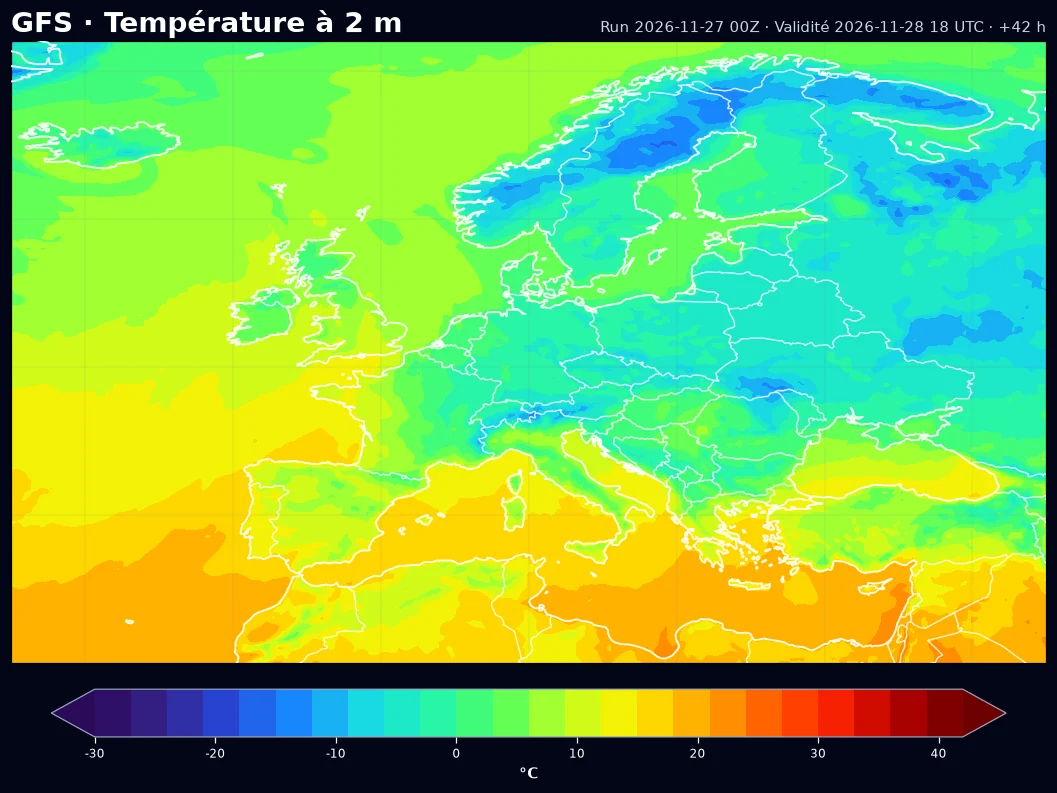 GFS · Température à 2 m
Run 2026-11-27 00Z · Validité 2026-11-28 18 UTC · +42 h
-30 -20 -10 0 10 20 30 40
°C